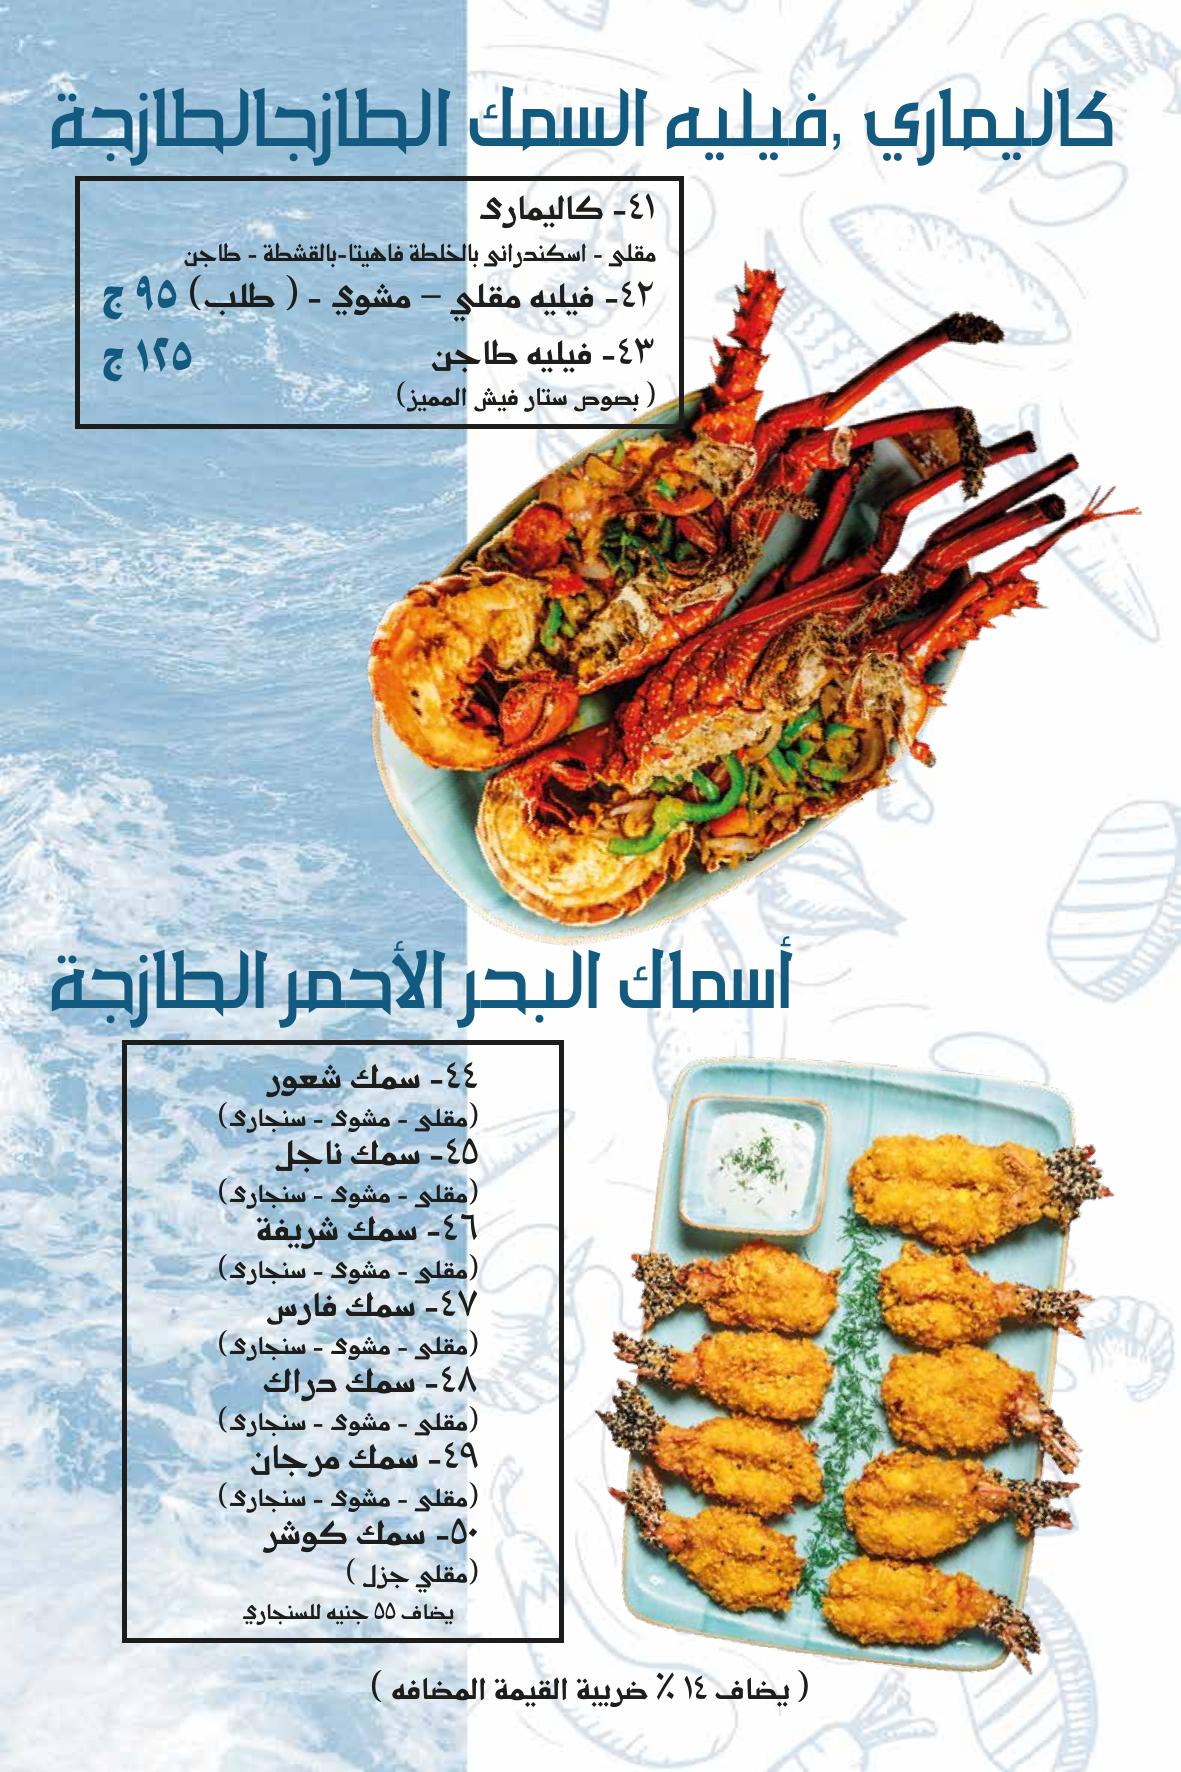 كاليماري ,فيليه السمك الطازجالطازجة
٤١- كاليمارى
مقلى - اسكندرانى بالخلطة فاهيتا-بالقشطة - طاجن
٤٢- فيليه مقلي – مشوي - ( طلب) ٩٥ ج
٤٣- فيليه طاجن ١٢٥ ج
( بصوص ستار فيش المميز)
أسماك البحر الأحمر الطازجة
٤٤- سمك شعور
(مقلى - مشوى - سنجارى)
٤٥- سمك ناجل
(مقلى - مشوى - سنجارى)
٤٦- سمك شريفة
(مقلى - مشوى - سنجارى)
٤٧- سمك فارس
(مقلى - مشوى - سنجارى)
٤٨- سمك دراك
(مقلى - مشوى - سنجارى)
٤٩- سمك مرجان
(مقلى - مشوى - سنجارى)
٥٠- سمك كوشر
(مقلي جزل )
يضاف ٥٥ جنيه للسنجاري
( يضاف ١٤ ٪ ضريبة القيمة المضافه )